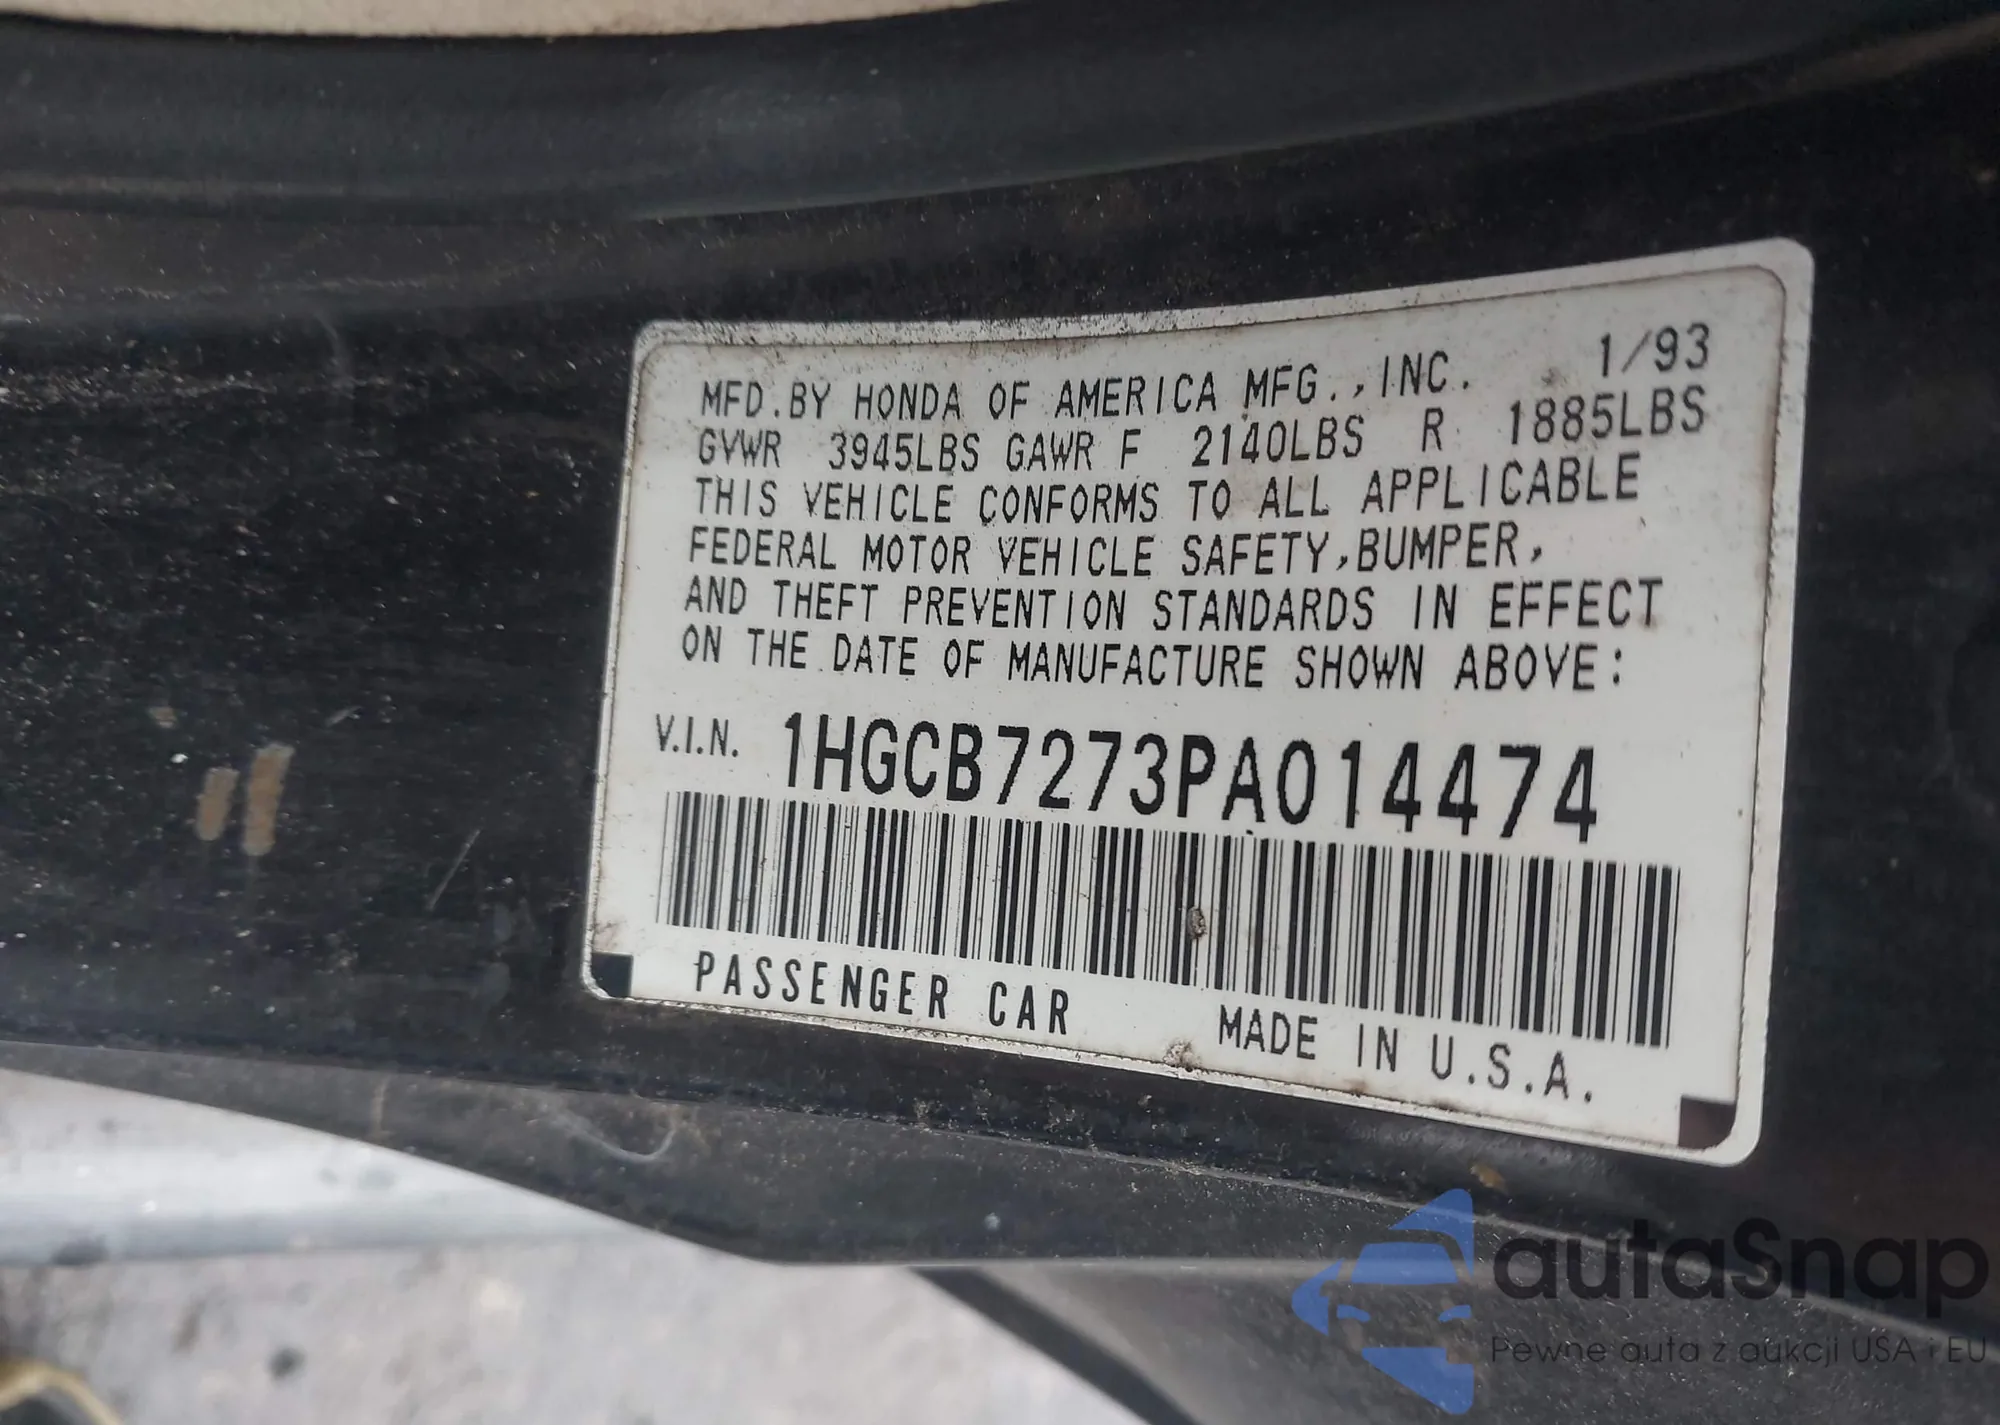 MFD.BY HONDA OF AMERICA MFG.,INC. 1/93
GVWR 3945LBS GAWR F 2140LBS R 1885LBS
THIS VEHICLE CONFORMS TO ALL APPLICABLE
FEDERAL MOTOR VEHICLE SAFETY,BUMPER,
AND THEFT PREVENTION STANDARDS IN EFFECT
ON THE DATE OF MANUFACTURE SHOWN ABOVE:
V.I.N. 1HGCB7273PA014474
PASSENGER CAR MADE IN U.S.A.
autaSnap
Pewne auta z aukcji USA i EU